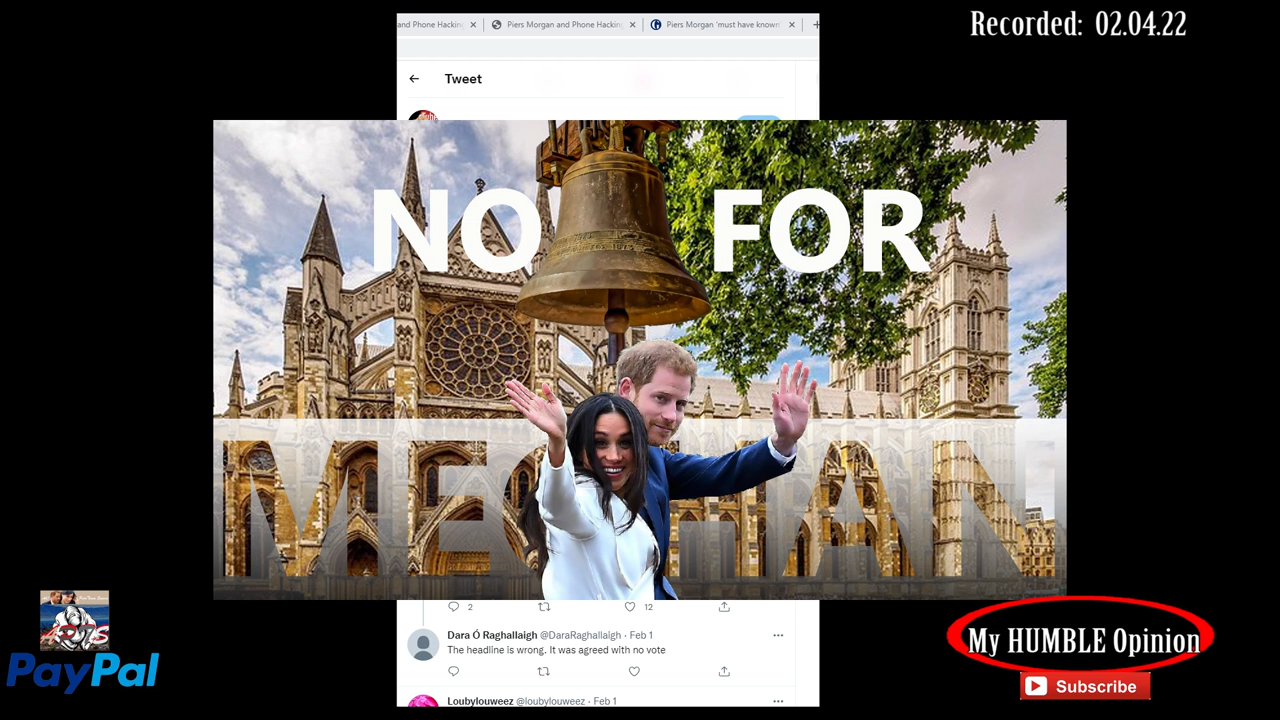 Recorded: 02.04.22
and Phone Hacking
Piers Morgan and Phone Hacking
Piers Morgan 'must have known'
Tweet
NO FOR
MEGHAN
2
12
Dara Ó Raghallaigh @DaraRaghallaigh · Feb 1
The headline is wrong. It was agreed with no vote
Loubylouweez @loubylouweez · Feb 1
PayPal
My HUMBLE Opinion
Subscribe